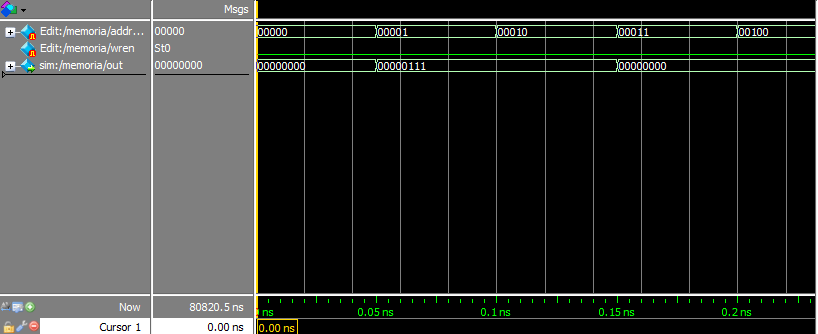 Msgs
Edit:/memoria/addr... 00000 00000 00001 00010 00011 00100
Edit:/memoria/wren St0
sim:/memoria/out 00000000 00000000 00000111 00000000
Now 80820.5 ns ns 0.05 ns 0.1 ns 0.15 ns 0.2 ns
Cursor 1 0.00 ns 0.00 ns